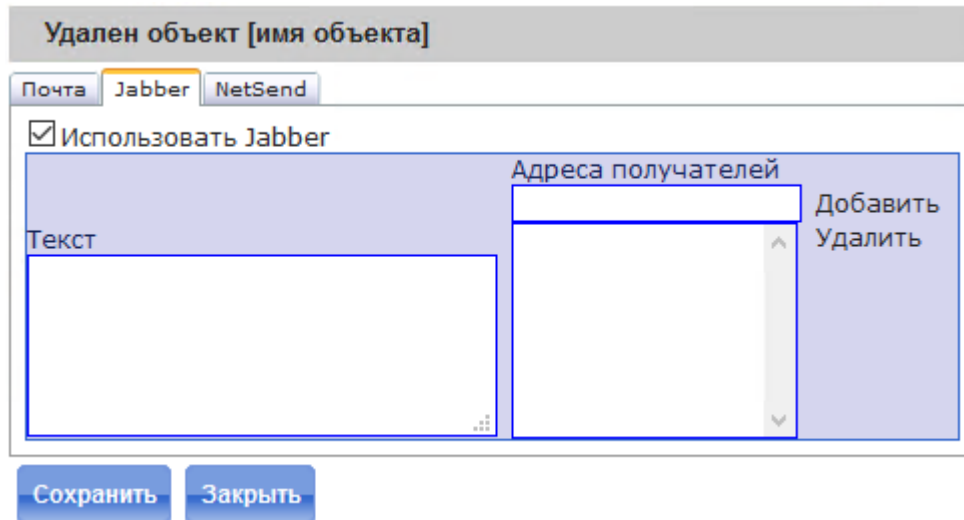 Удален объект [имя объекта]
Почта Jabber NetSend
Использовать Jabber
Адреса получателей
Добавить
Текст
Удалить
Сохранить Закрыть